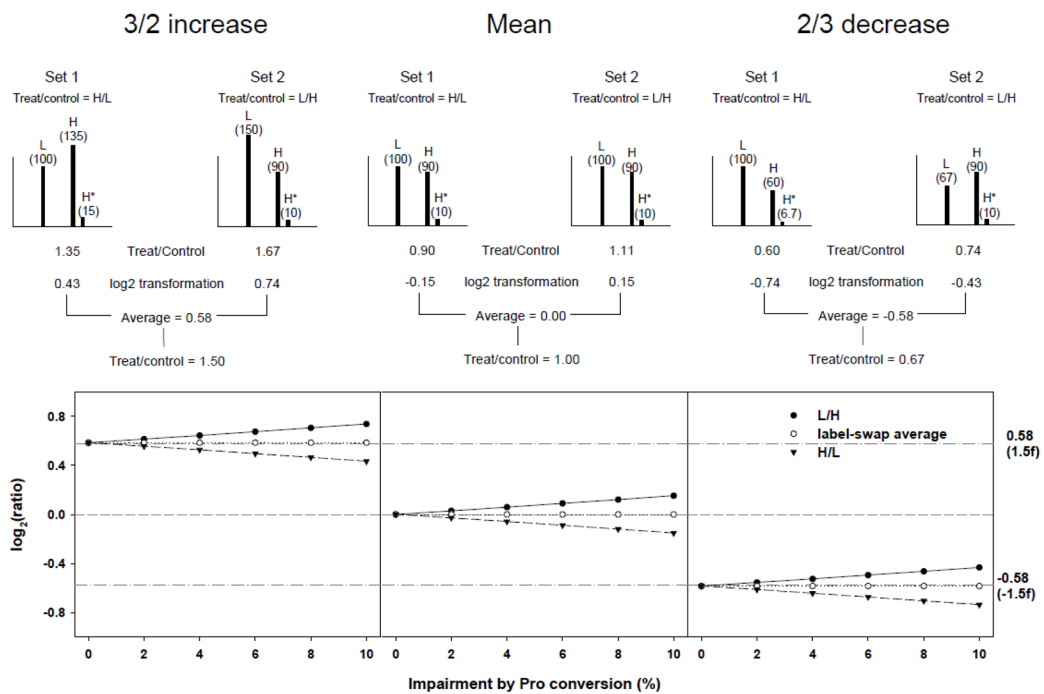 3/2 increase Mean 2/3 decrease
Set 1 Set 2 Set 1 Set 2 Set 1 Set 2
Treat/control = H/L Treat/control = L/H Treat/control = H/L Treat/control = L/H Treat/control = H/L Treat/control = L/H
L (100) H (135) H* (15)
L (150) H (90) H* (10)
L (100) H (90) H* (10)
L (100) H (90) H* (10)
L (100) H (60) H* (6.7)
L (67) H (90) H* (10)
1.35 Treat/Control 1.67 0.90 Treat/Control 1.11 0.60 Treat/Control 0.74
0.43 log2 transformation 0.74 -0.15 log2 transformation 0.15 -0.74 log2 transformation -0.43
Average = 0.58 Average = 0.00 Average = -0.58
Treat/control = 1.50 Treat/control = 1.00 Treat/control = 0.67
log2(ratio)
0.8
0.4
0.0
-0.4
-0.8
L/H
label-swap average
H/L
0.58
(1.5f)
-0.58
(-1.5f)
0 2 4 6 8 10 0 2 4 6 8 10 0 2 4 6 8 10
Impairment by Pro conversion (%)